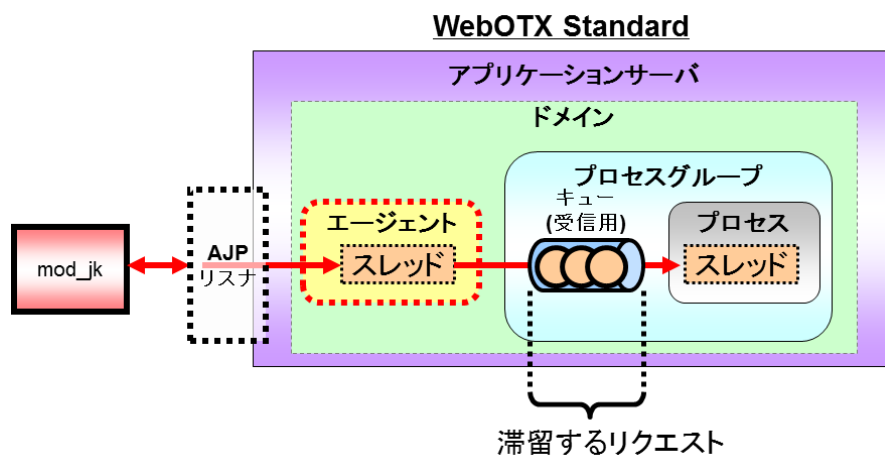 WebOTX Standard
アプリケーションサーバ
ドメイン
プロセスグループ
キュー
(受信用)
エージェント
プロセス
mod_jk
AJP
リスナ
スレッド
スレッド
滞留するリクエスト